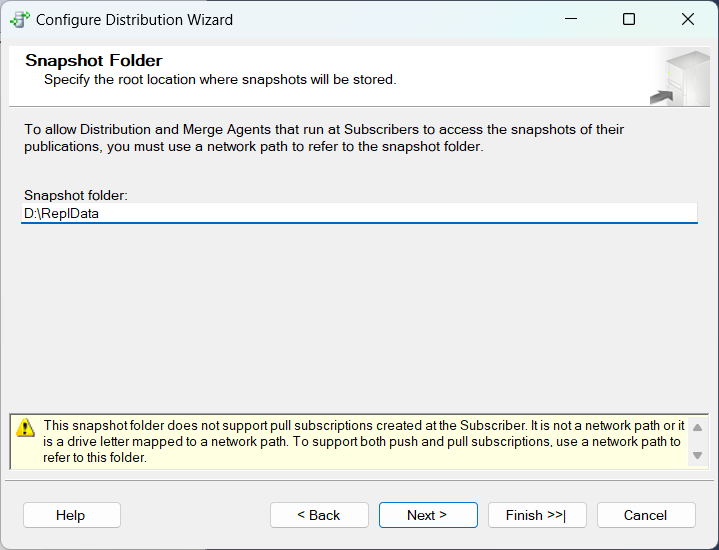 Configure Distribution Wizard
Snapshot Folder
Specify the root location where snapshots will be stored.
To allow Distribution and Merge Agents that run at Subscribers to access the snapshots of their
publications, you must use a network path to refer to the snapshot folder.
Snapshot folder:
D:\ReplData
This snapshot folder does not support pull subscriptions created at the Subscriber. It is not a network path or it
is a drive letter mapped to a network path. To support both push and pull subscriptions, use a network path to
refer to this folder.
Help
< Back
Next >
Finish >>|
Cancel